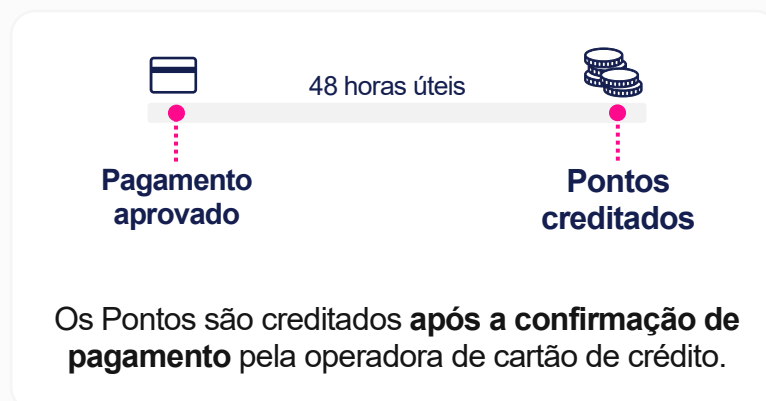 48 horas úteis
Pagamento
aprovado
Pontos
creditados
Os Pontos são creditados após a confirmação de
pagamento pela operadora de cartão de crédito.